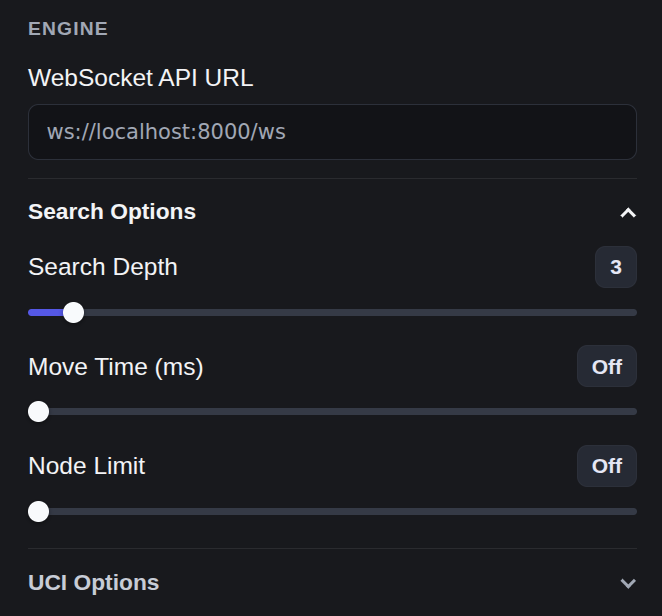 ENGINE
WebSocket API URL
ws://localhost:8000/ws
Search Options
Search Depth 3
Move Time (ms) Off
Node Limit Off
UCI Options